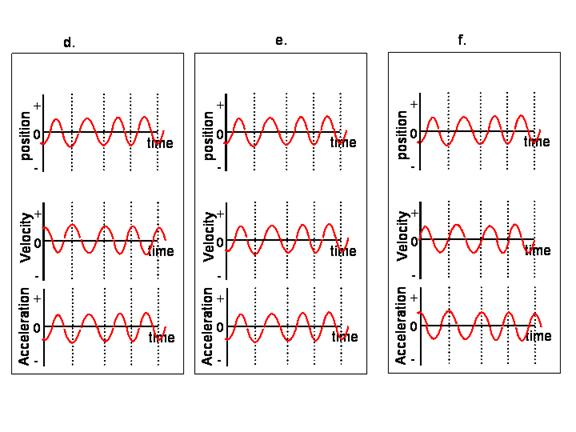 d.
e.
f.
position
+
0
-
time
position
+
0
-
time
position
+
0
-
time
Velocity
+
0
-
time
Velocity
+
0
-
time
Velocity
+
0
-
time
Acceleration
+
0
-
time
Acceleration
+
0
-
time
Acceleration
+
0
-
time